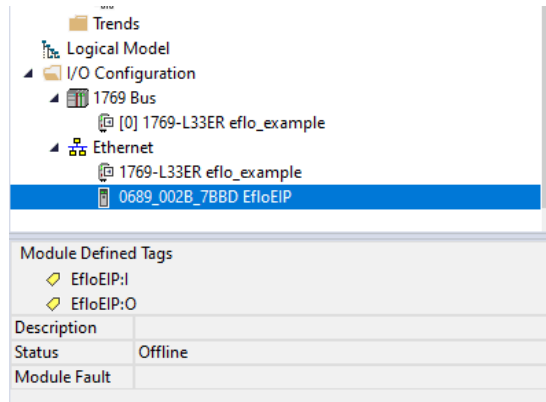 Trends
Logical Model
I/O Configuration
1769 Bus
[0] 1769-L33ER eflo_example
Ethernet
1769-L33ER eflo_example
0689_002B_7BBD EfloEIP
Module Defined Tags
EfloEIP:I
EfloEIP:O
Description
Status Offline
Module Fault